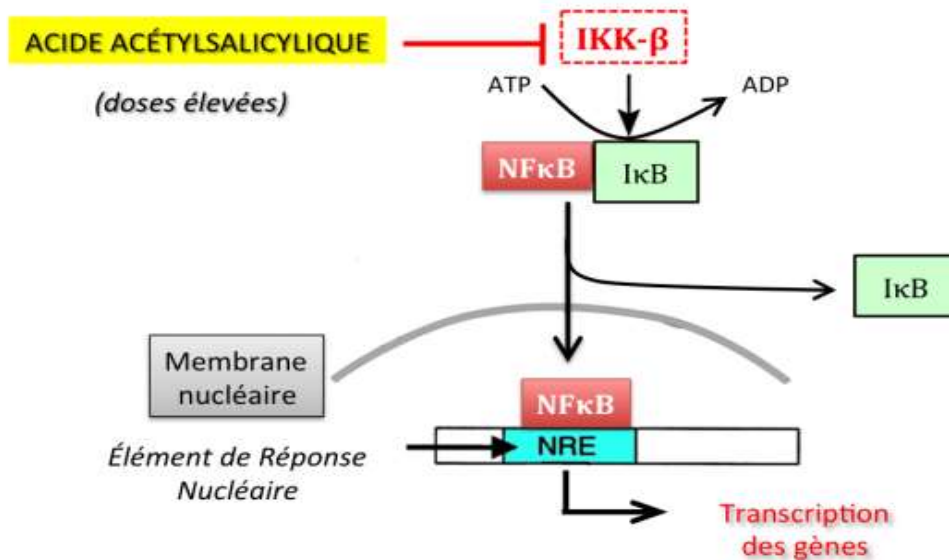 ACIDE ACÉTYLSALICYLIQUE
IKK-β
(doses élevées)
ATP
ADP
NFκB
IκB
IκB
Membrane
nucléaire
NFκB
Élément de Réponse
Nucléaire
NRE
Transcription
des gènes